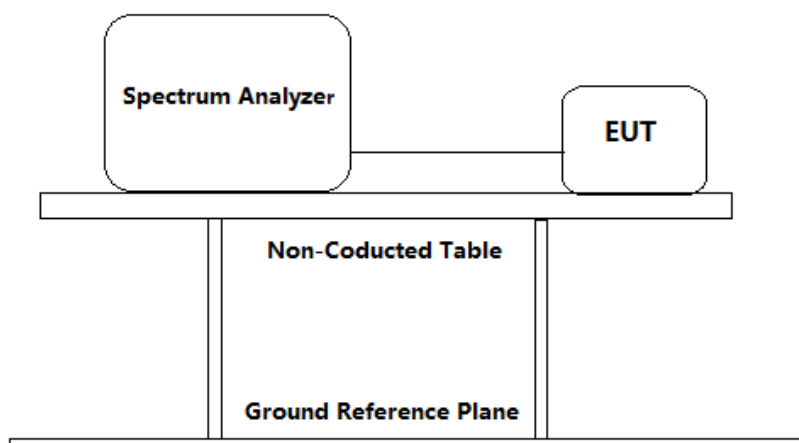 Spectrum Analyzer
EUT
Non-Coducted Table
Ground Reference Plane